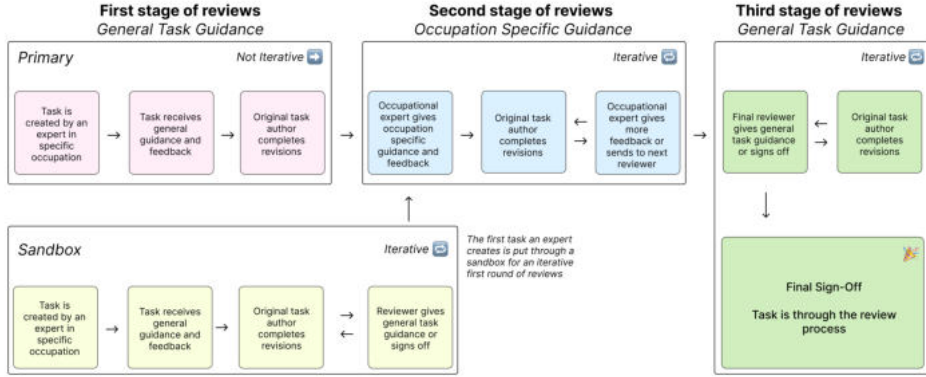 First stage of reviews
General Task Guidance
Second stage of reviews
Occupation Specific Guidance
Third stage of reviews
General Task Guidance
Primary
Not Iterative
Task is
created by an
expert in
specific
occupation
Task receives
general
guidance and
feedback
Original task
author
completes
revisions
Iterative
Occupational
expert gives
occupation
specific
guidance and
feedback
Original task
author
completes
revisions
Occupational
expert gives
more
feedback or
sends to next
reviewer
Iterative
Final reviewer
gives general
task guidance
or signs off
Original task
author
completes
revisions
Sandbox
Iterative
The first task an expert
creates is put through a
sandbox for an iterative
first round of reviews
Task is
created by an
expert in
specific
occupation
Task receives
general
guidance and
feedback
Original task
author
completes
revisions
Reviewer gives
general task
guidance or
signs off
Final Sign-Off
Task is through the review
process